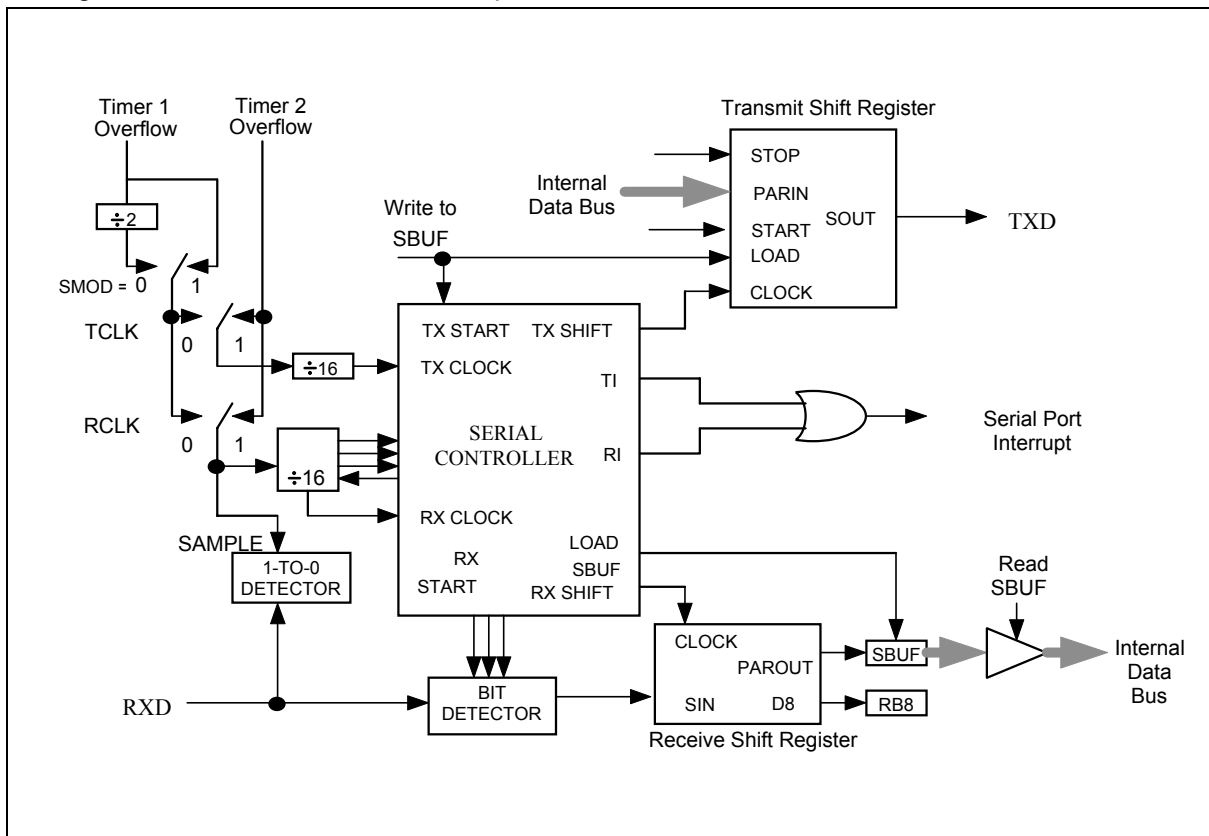 Timer 1
Overflow
Timer 2
Overflow
Transmit Shift Register
STOP
PARIN
START
LOAD
CLOCK
SOUT
TXD
Internal
Data Bus
Write to
SBUF
÷2
SMOD = 0 1
TCLK
0 1
÷16
RCLK
0 1
÷16
TX START
TX SHIFT
TX CLOCK
TI
SERIAL
CONTROLLER
RI
RX CLOCK
LOAD
SBUF
RX
START
RX SHIFT
Serial Port
Interrupt
SAMPLE
1-TO-0
DETECTOR
Read
SBUF
CLOCK
PAROUT
SIN
D8
SBUF
RB8
Internal
Data
Bus
RXD
BIT
DETECTOR
Receive Shift Register